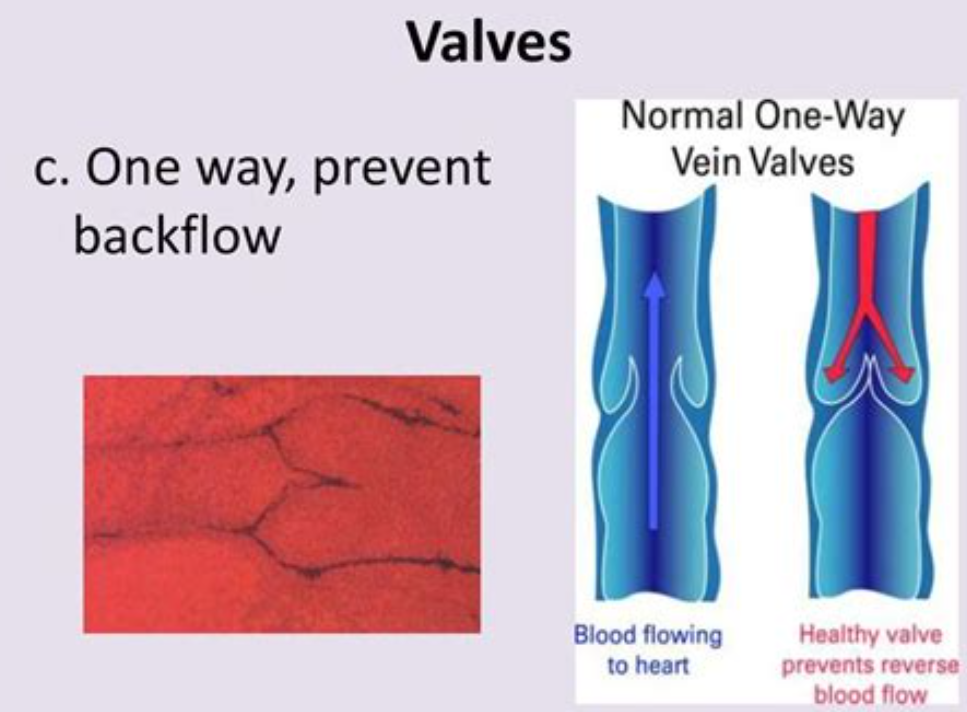 Valves
c. One way, prevent
backflow
Normal One-Way
Vein Valves
Blood flowing
to heart
Healthy valve
prevents reverse
blood flow